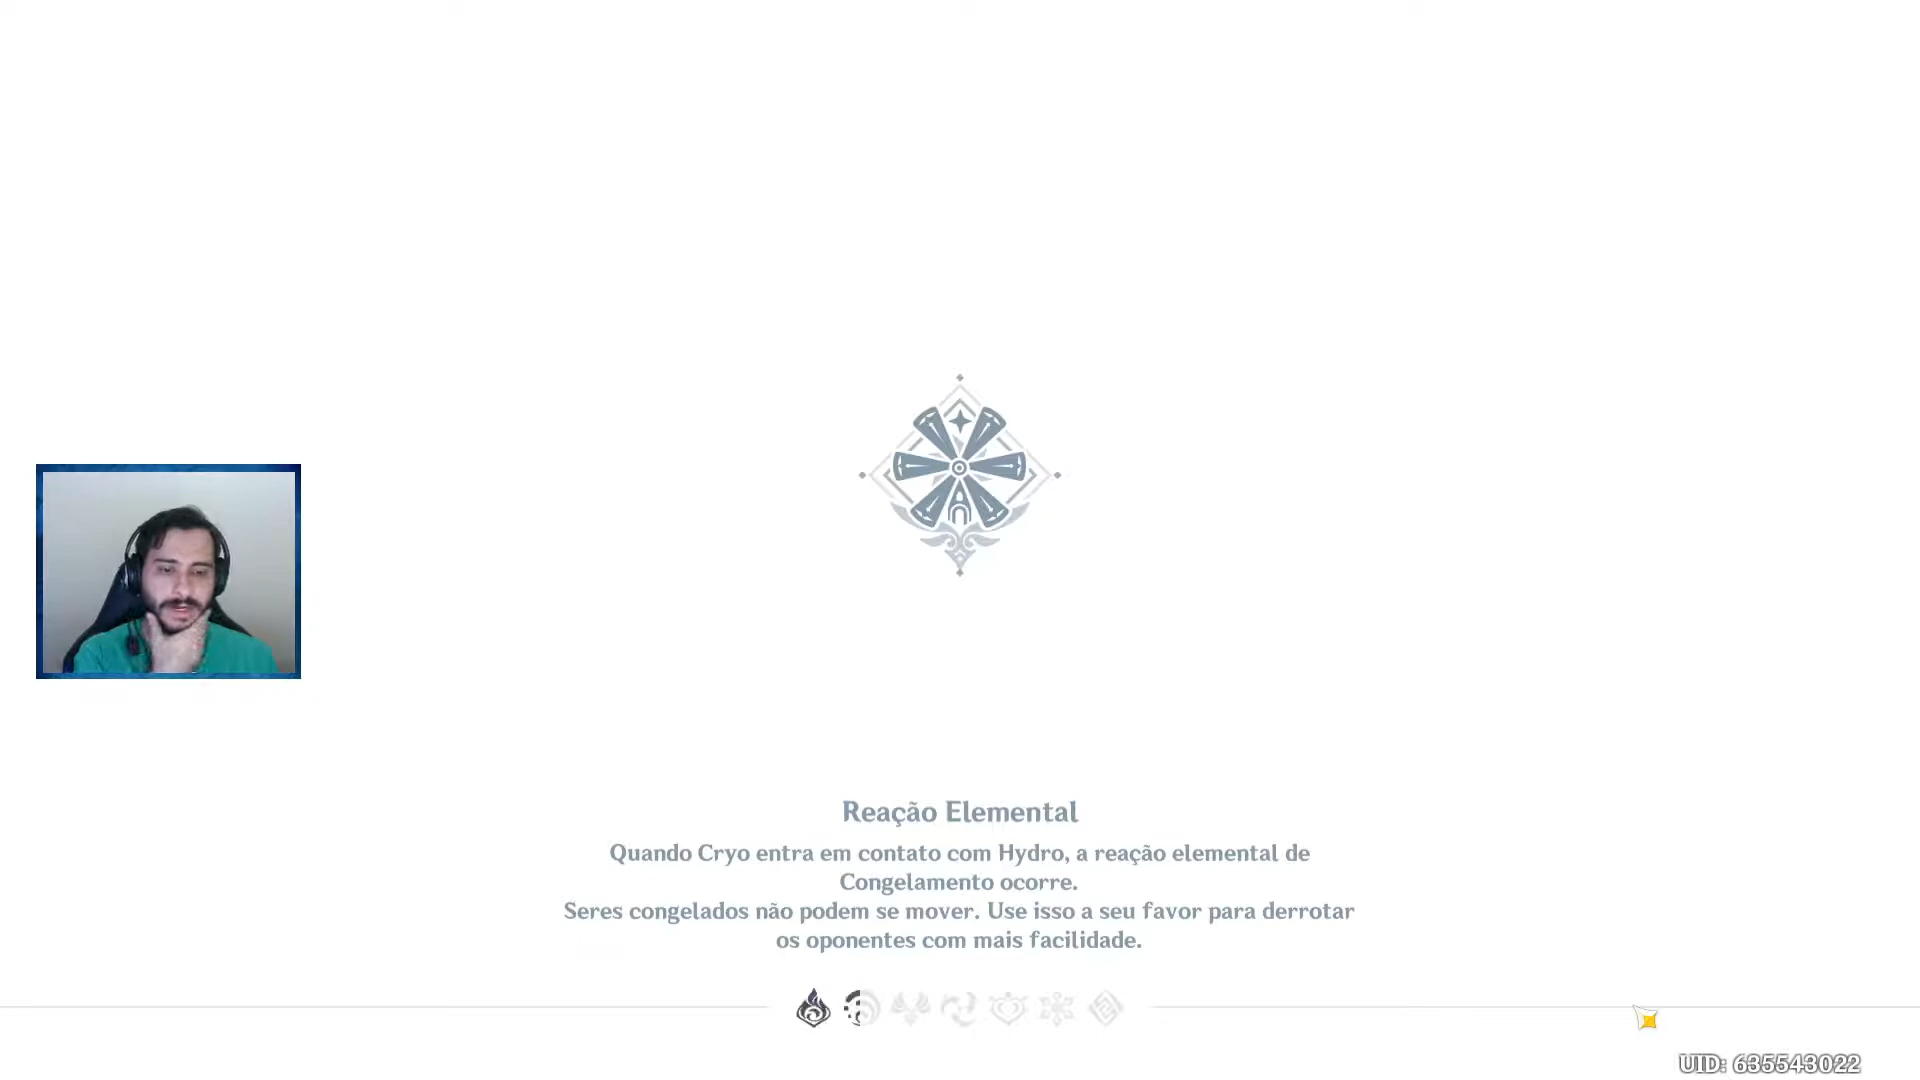 Reação Elemental
Quando Cryo entra em contato com Hydro, a reação elemental de
Congelamento ocorre.
Seres congelados não podem se mover. Use isso a seu favor para derrotar
os oponentes com mais facilidade.
UID: 635543022